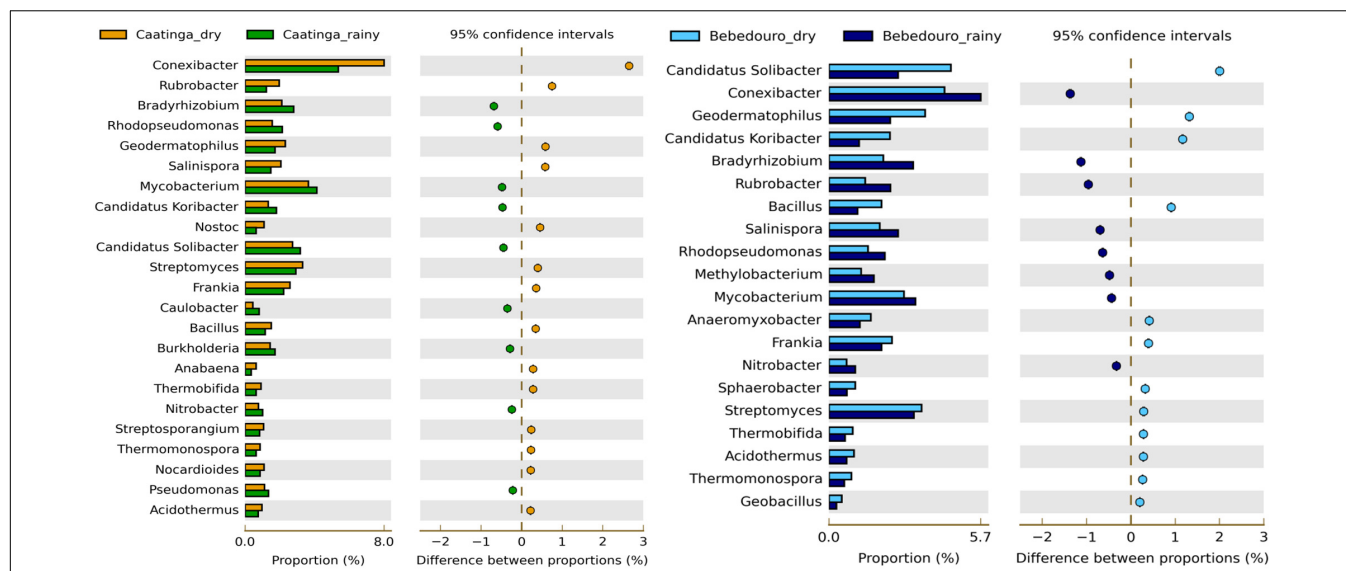 Caatinga_dry Caatinga_rainy 95% confidence intervals
Conexibacter
Rubrobacter
Bradyrhizobium
Rhodopseudomonas
Geodermatophilus
Salinispora
Mycobacterium
Candidatus Koribacter
Nostoc
Candidatus Solibacter
Streptomyces
Frankia
Caulobacter
Bacillus
Burkholderia
Anabaena
Thermobifida
Nitrobacter
Streptosporangium
Thermomonospora
Nocardioides
Pseudomonas
Acidothermus
0.0 8.0 −2 −1 0 1 2 3
Proportion (%) Difference between proportions (%)
Bebedouro_dry Bebedouro_rainy 95% confidence intervals
Candidatus Solibacter
Conexibacter
Geodermatophilus
Candidatus Koribacter
Bradyrhizobium
Rubrobacter
Bacillus
Salinispora
Rhodopseudomonas
Methylobacterium
Mycobacterium
Anaeromyxobacter
Frankia
Nitrobacter
Sphaerobacter
Streptomyces
Thermobifida
Acidothermus
Thermomonospora
Geobacillus
0.0 5.7 −2 −1 0 1 2 3
Proportion (%) Difference between proportions (%)